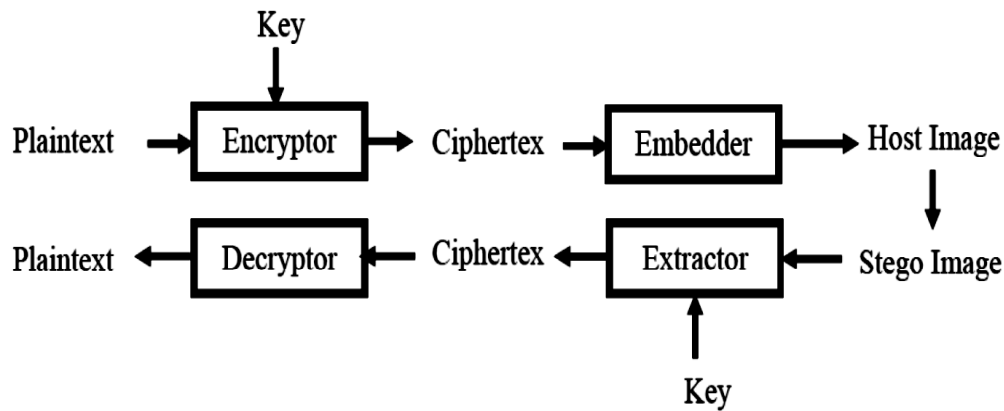 Key
Plaintext
Encryptor
Ciphertex
Embedder
Host Image
Plaintext
Decryptor
Ciphertex
Extractor
Stego Image
Key